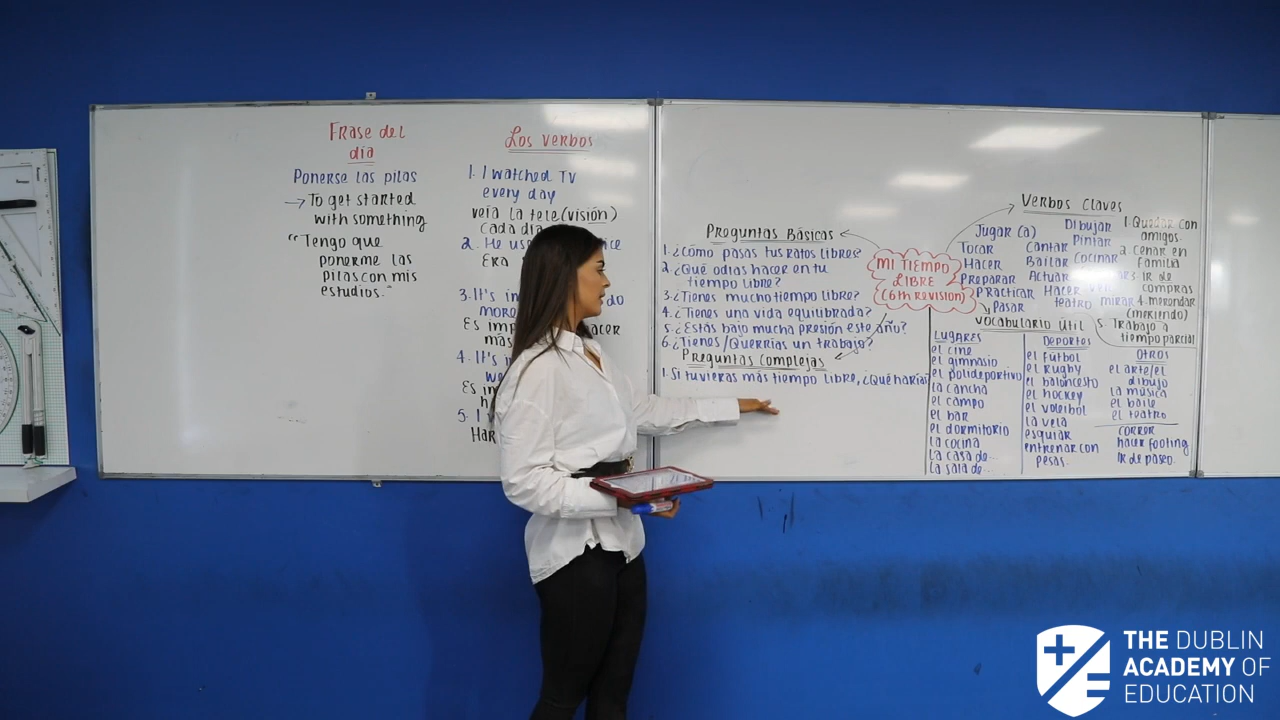 Frase del
día
Ponerse las pilas
→ To get started
with something
"Tengo que
ponerme las
pilas con mis
estudios."
Los verbos
1. I watched TV
every day
veía la tele (visión)
Cada día
2. He
Era
3. It's
more
Es
más
4. It's
Es
5. I
Preguntas Básicas
1. ¿Cómo pasas tus ratos libres?
2. ¿Qué odias hacer en tu
tiempo libre?
3. ¿Tienes mucho tiempo libre?
4. ¿Tienes una vida equilibrada?
5. ¿Estás bajo mucha presión este año?
6. ¿Tienes/Querrías un trabajo?
Preguntas Complejas
1. Si tuvieras más tiempo libre, ¿Qué harías
MI TIEMPO
LIBRE
(6th REVISION)
Verbos Claves
Jugar (a)
Tocar
Hacer
Preparar
Practicar
Pasar
Cantar
Bailar
Actuar
Hacer
teatro
Dibujar
Pintar
Cocinar
mirar
1. Quedar con
amigos.
2. Cenar en
familia
3. ir de
compras
4. merendar
(meriendo)
5. Trabajo a
tiempo parcial
Vocabulario Útil
LUGARES
el cine
el gimnasio
el polideportivo
la cancha
el campo
el bar
el dormitorio
la cocina
la casa de...
la sala de...
Deportes
el fútbol
el rugby
el baloncesto
el hockey
el voleibol
la vela
esquiar
entrenar con
pesas.
Otros
el arte/el
dibujo
la música
el baile
el teatro
correr
hacer footing
ir de paseo.
THE DUBLIN
ACADEMY OF
EDUCATION